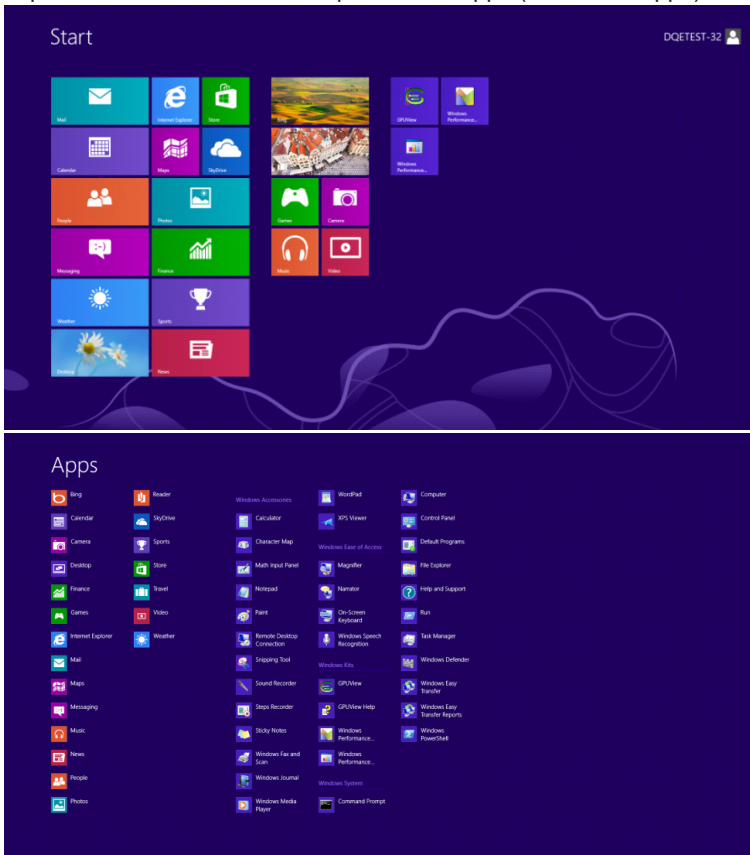 Start
DQETEST-32
Mail
Internet Explorer
Store
Bing
GPUView
Windows Performance...
Calendar
Maps
SkyDrive
Windows Performance...
People
Photos
Games
Camera
Messaging
Finance
Music
Video
Weather
Sports
Desktop
News
Apps
Bing
Calendar
Camera
Desktop
Finance
Games
Internet Explorer
Mail
Maps
Messaging
Music
News
People
Photos
Reader
SkyDrive
Sports
Store
Travel
Video
Weather
Windows Accessories
Calculator
Character Map
Math Input Panel
Notepad
Paint
Remote Desktop
Connection
Snipping Tool
Sound Recorder
Steps Recorder
Sticky Notes
Windows Fax and
Scan
Windows Journal
Windows Media
Player
WordPad
XPS Viewer
Windows Ease of Access
Magnifier
Narrator
On-Screen
Keyboard
Windows Speech
Recognition
Windows Kits
GPUView
GPUView Help
Windows
Performance...
Windows
Performance...
Windows System
Command Prompt
Computer
Control Panel
Default Programs
File Explorer
Help and Support
Run
Task Manager
Windows Defender
Windows Easy
Transfer
Windows Easy
Transfer Reports
Windows
PowerShell